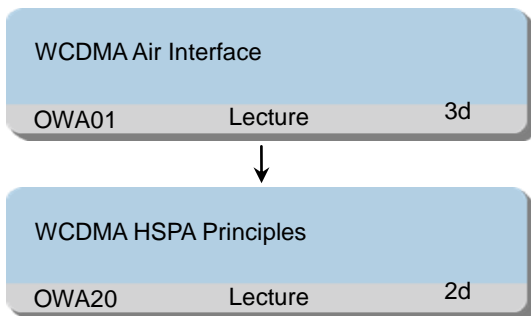 WCDMA Air Interface
OWA01 Lecture 3d
WCDMA HSPA Principles
OWA20 Lecture 2d